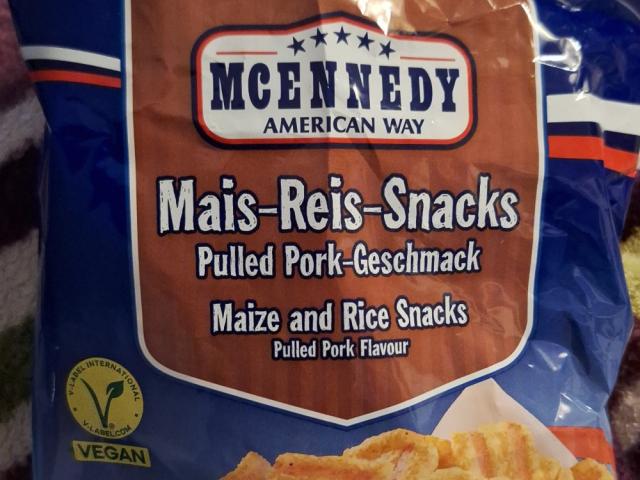 MCENNEDY
AMERICAN WAY
Mais-Reis-Snacks
Pulled Pork-Geschmack
Maize and Rice Snacks
Pulled Pork Flavour
V-LABEL INTERNATIONAL
V-LABEL.COM
VEGAN